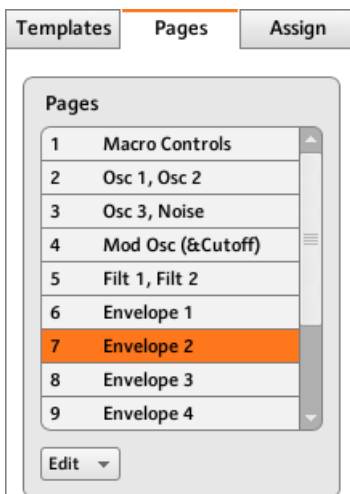 Templates Pages Assign
Pages
1 Macro Controls
2 Osc 1, Osc 2
3 Osc 3, Noise
4 Mod Osc (&Cutoff)
5 Filt 1, Filt 2
6 Envelope 1
7 Envelope 2
8 Envelope 3
9 Envelope 4
Edit